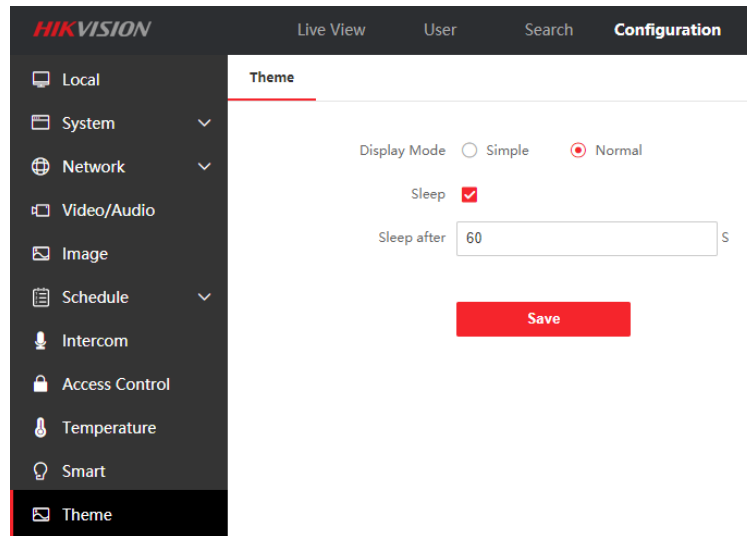 HIKVISION
Live View User Search Configuration
Local
System
Network
Video/Audio
Image
Schedule
Intercom
Access Control
Temperature
Smart
Theme
Theme
Display Mode Simple Normal
Sleep
Sleep after 60 S
Save